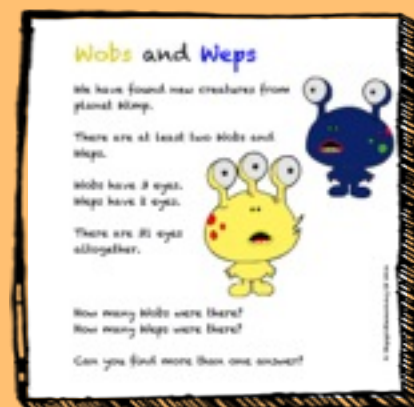 Wobs and Weps
We have found new creatures from
planet Wimp.
There are at least two Wobs and
Weps.
Wobs have 3 eyes.
Weps have 2 eyes.
There are 31 eyes
altogether.
How many Wobs were there?
How many Weps were there?
Can you find more than one answer?